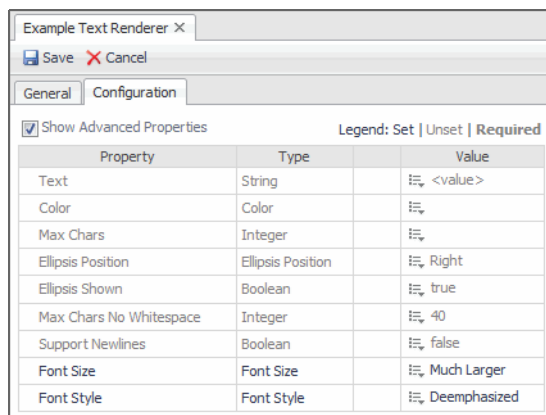 Example Text Renderer
Save Cancel
General Configuration
Show Advanced Properties Legend: Set | Unset | Required
Property Type Value
Text String <value>
Color Color
Max Chars Integer
Ellipsis Position Ellipsis Position Right
Ellipsis Shown Boolean true
Max Chars No Whitespace Integer 40
Support Newlines Boolean false
Font Size Font Size Much Larger
Font Style Font Style Deemphasized